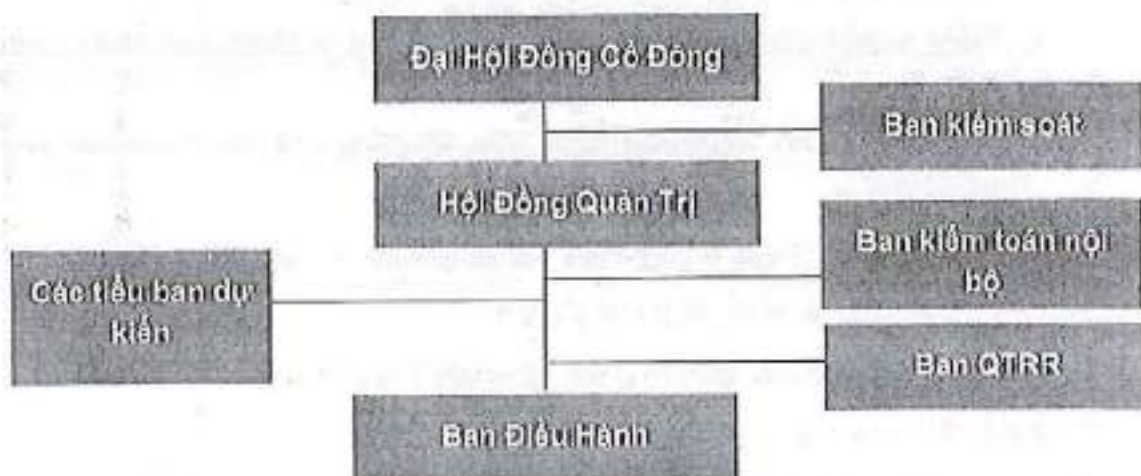 Đại Hội Đồng Cổ Đông
Ban kiểm soát
Hội Đồng Quản Trị
Ban kiểm toán nội
bộ
Các tiểu ban dự
kiến
Ban QTRR
Ban Điều Hành